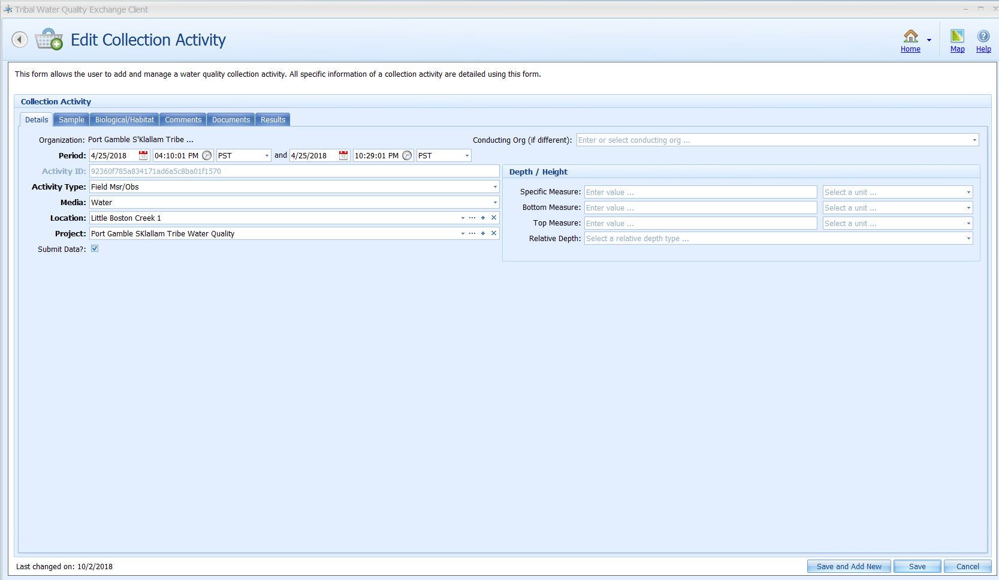 Tribal Water Quality Exchange Client
Edit Collection Activity
Home
Map
Help
This form allows the user to add and manage a water quality collection activity. All specific information of a collection activity are detailed using this form.
Collection Activity
Details Sample Biological/Habitat Comments Documents Results
Organization: Port Gamble S'Klallam Tribe ...
Conducting Org (if different): Enter or select conducting org ...
Period: 4/25/2018 04:10:01 PM PST and 4/25/2018 10:29:01 PM PST
Activity ID: 92360f785a834171ad6a5c8ba01f1570
Activity Type: Field Msr/Obs
Media: Water
Location: Little Boston Creek 1
Project: Port Gamble SKlallam Tribe Water Quality
Submit Data?:
Depth / Height
Specific Measure: Enter value ... Select a unit ...
Bottom Measure: Enter value ... Select a unit ...
Top Measure: Enter value ... Select a unit ...
Relative Depth: Select a relative depth type ...
Last changed on: 10/2/2018
Save and Add New Save Cancel